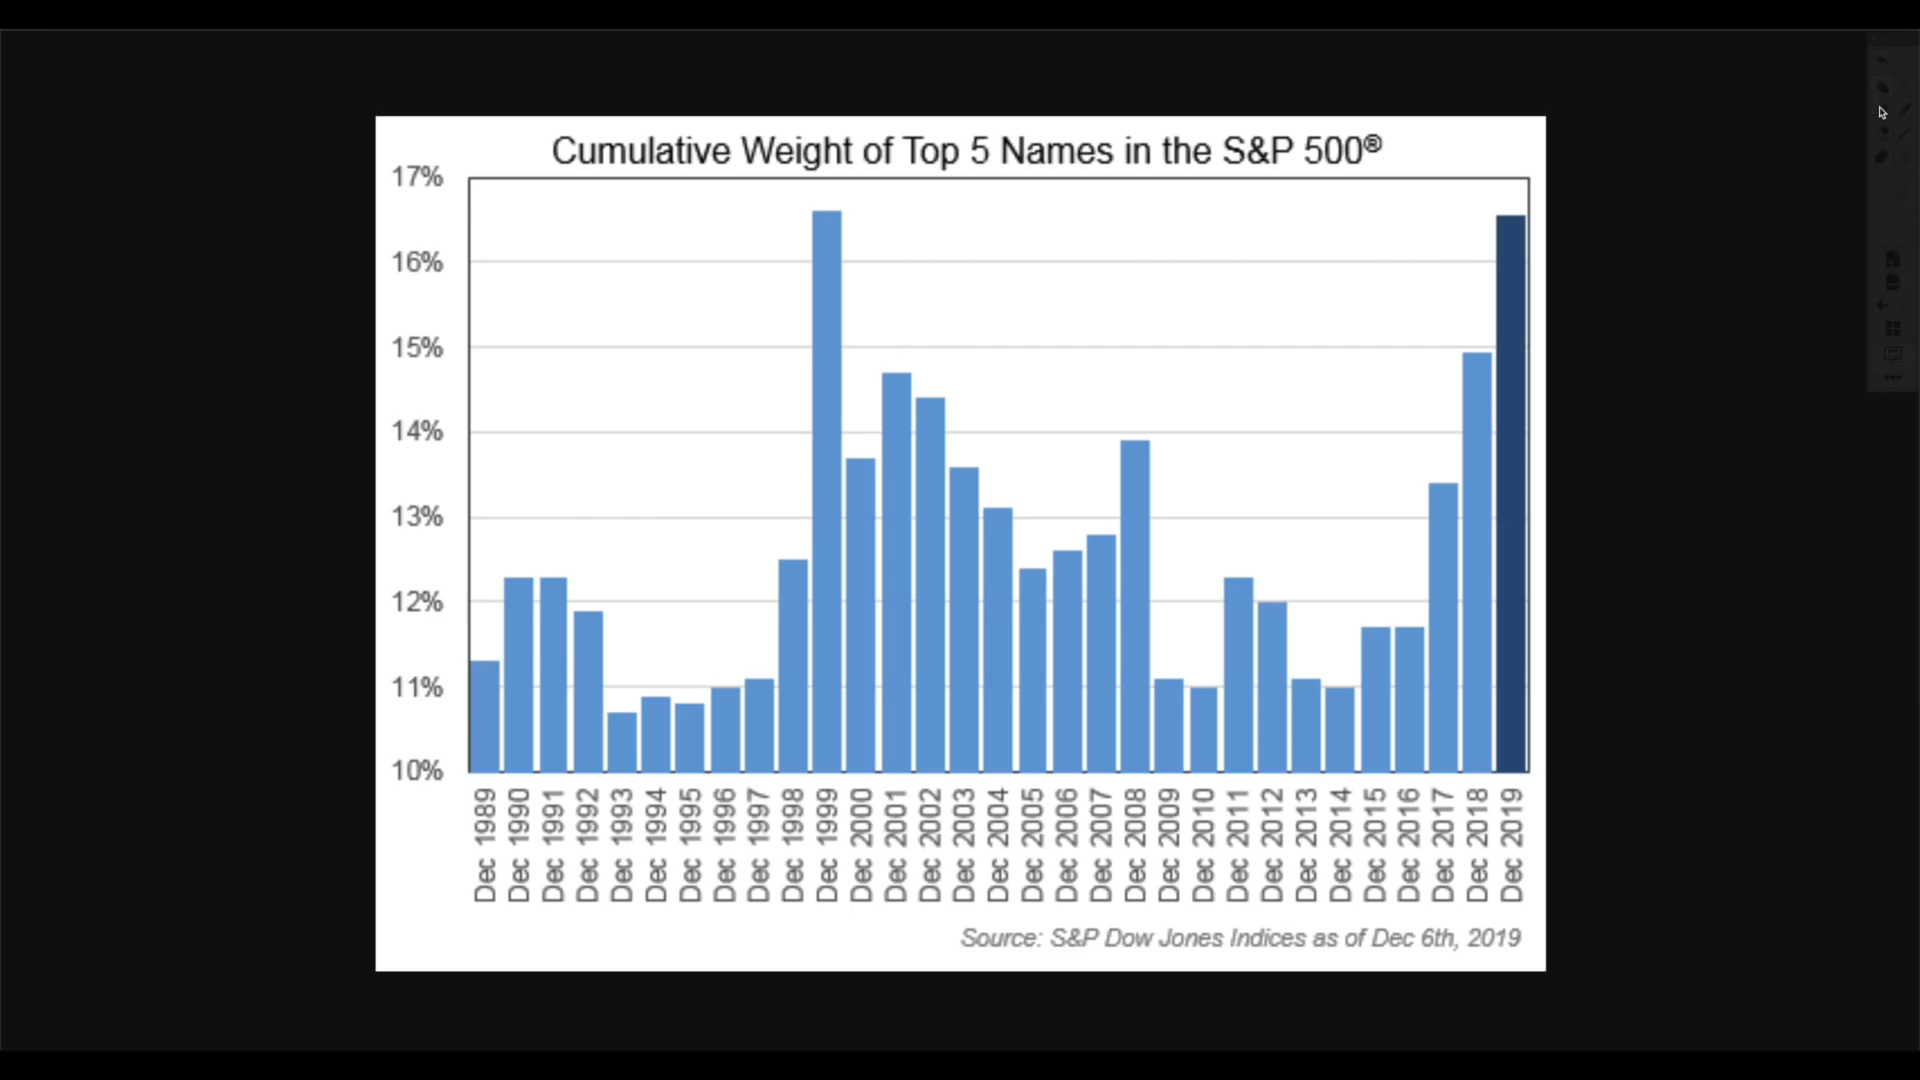 Cumulative Weight of Top 5 Names in the S&P 500®
17%
16%
15%
14%
13%
12%
11%
10%
Dec 1989
Dec 1990
Dec 1991
Dec 1992
Dec 1993
Dec 1994
Dec 1995
Dec 1996
Dec 1997
Dec 1998
Dec 1999
Dec 2000
Dec 2001
Dec 2002
Dec 2003
Dec 2004
Dec 2005
Dec 2006
Dec 2007
Dec 2008
Dec 2009
Dec 2010
Dec 2011
Dec 2012
Dec 2013
Dec 2014
Dec 2015
Dec 2016
Dec 2017
Dec 2018
Dec 2019
Source: S&P Dow Jones Indices as of Dec 6th, 2019